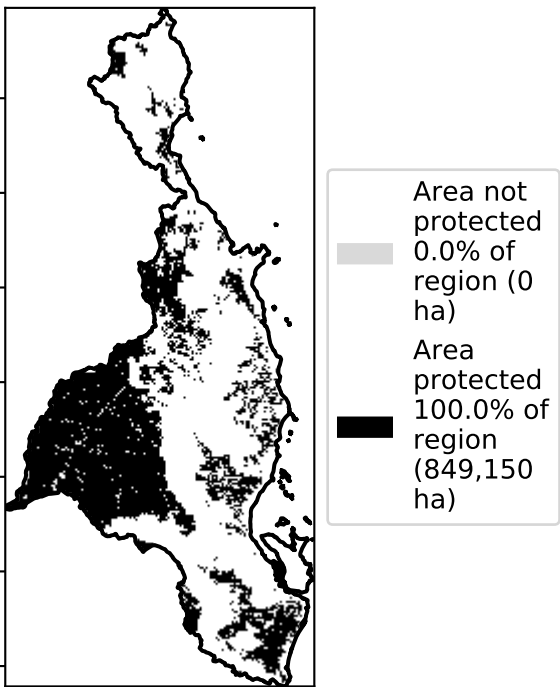 Area not
protected
0.0% of
region (0
ha)
Area
protected
100.0% of
region
(849,150
ha)